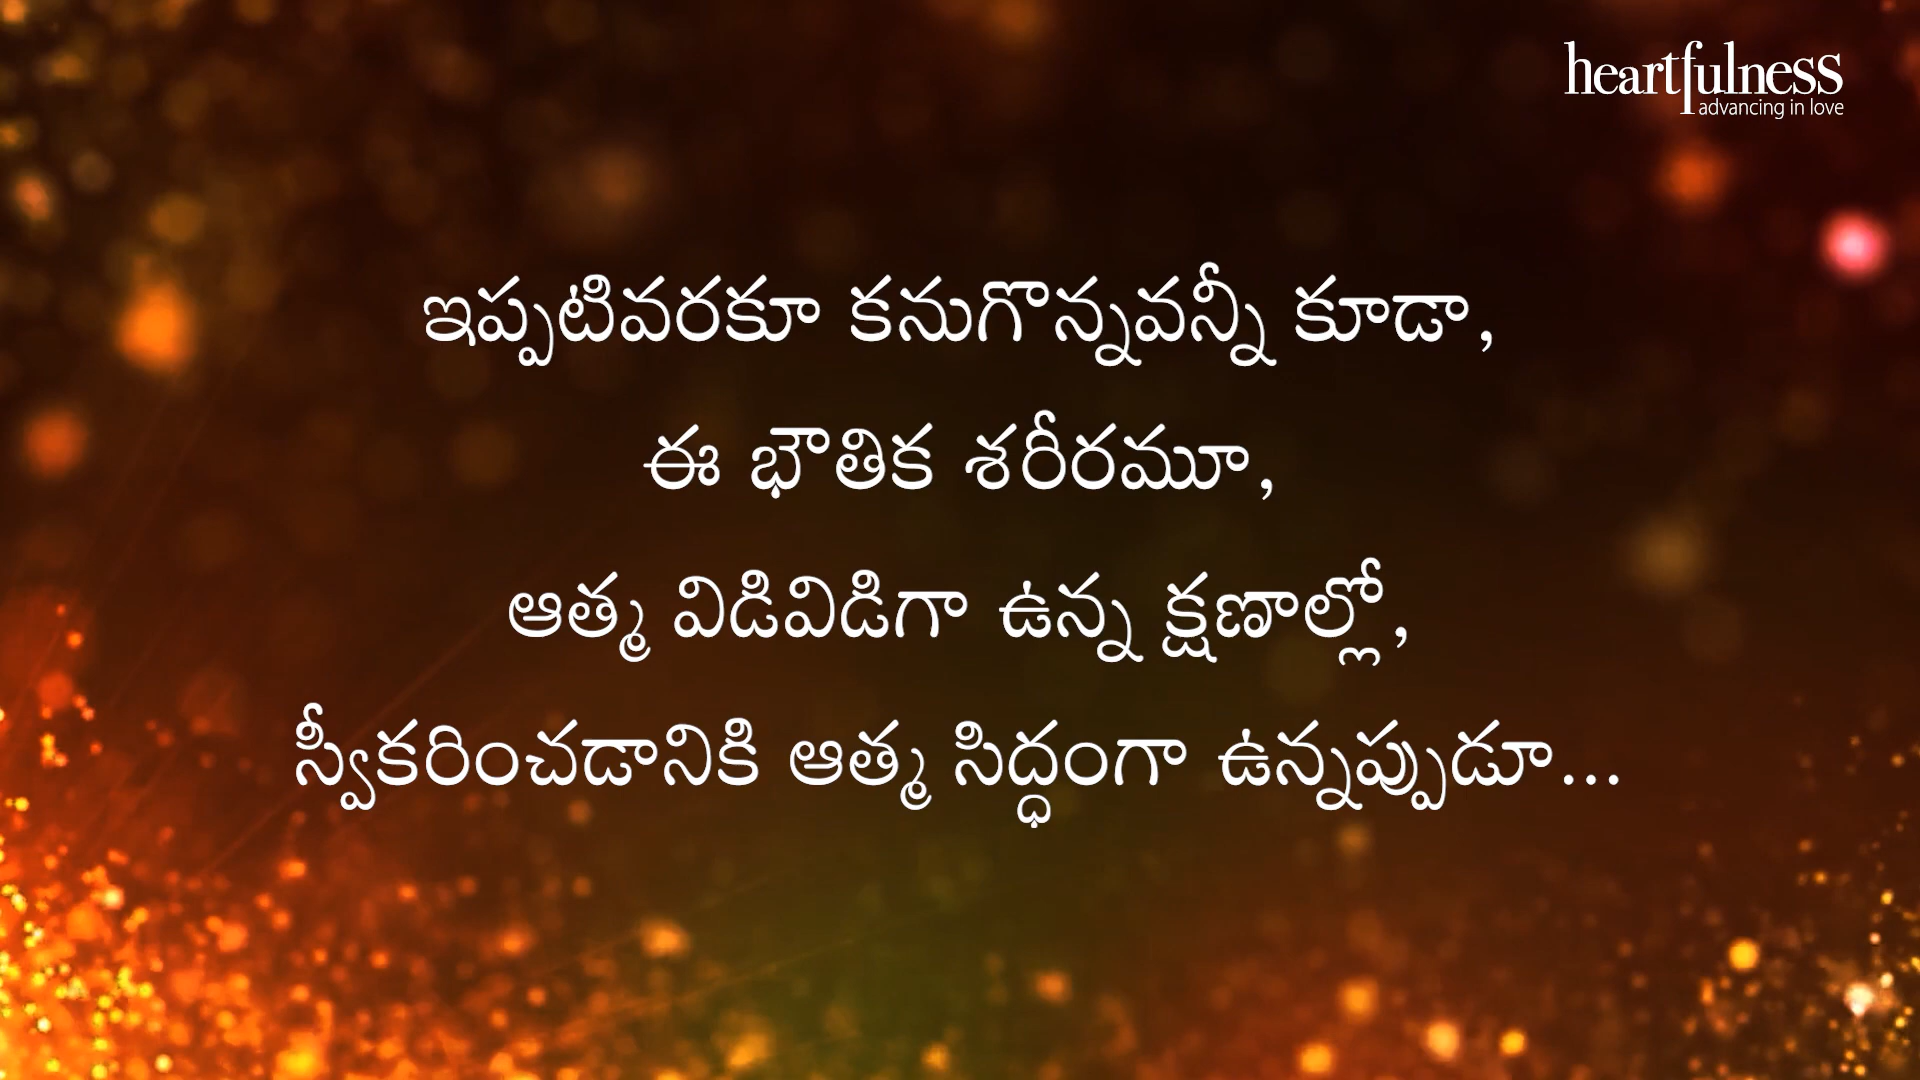 heartfulness
advancing in love
ఇప్పటివరకూ కనుగొన్నవన్నీ కూడా,
ఈ భౌతిక శరీరమూ,
ఆత్మ విడివిడిగా ఉన్న క్షణాల్లో,
స్వీకరించడానికి ఆత్మ సిద్ధంగా ఉన్నప్పుడూ...